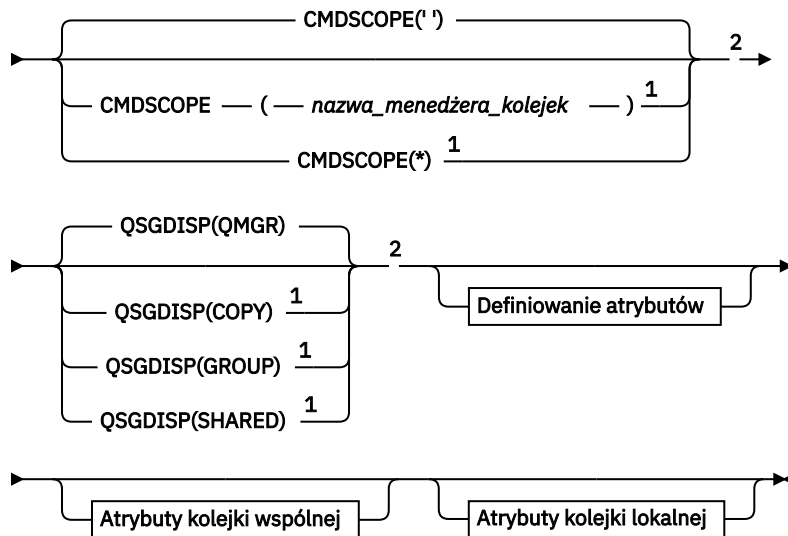 CMDSCOPE(' ')
2
CMDSCOPE ( nazwa_menedżera_kolejek ) 1
CMDSCOPE(*) 1
QSGDISP(QMGR)
2
QSGDISP(COPY) 1
Definiowanie atrybutów
QSGDISP(GROUP) 1
QSGDISP(SHARED) 1
Atrybuty kolejki wspólnej
Atrybuty kolejki lokalnej